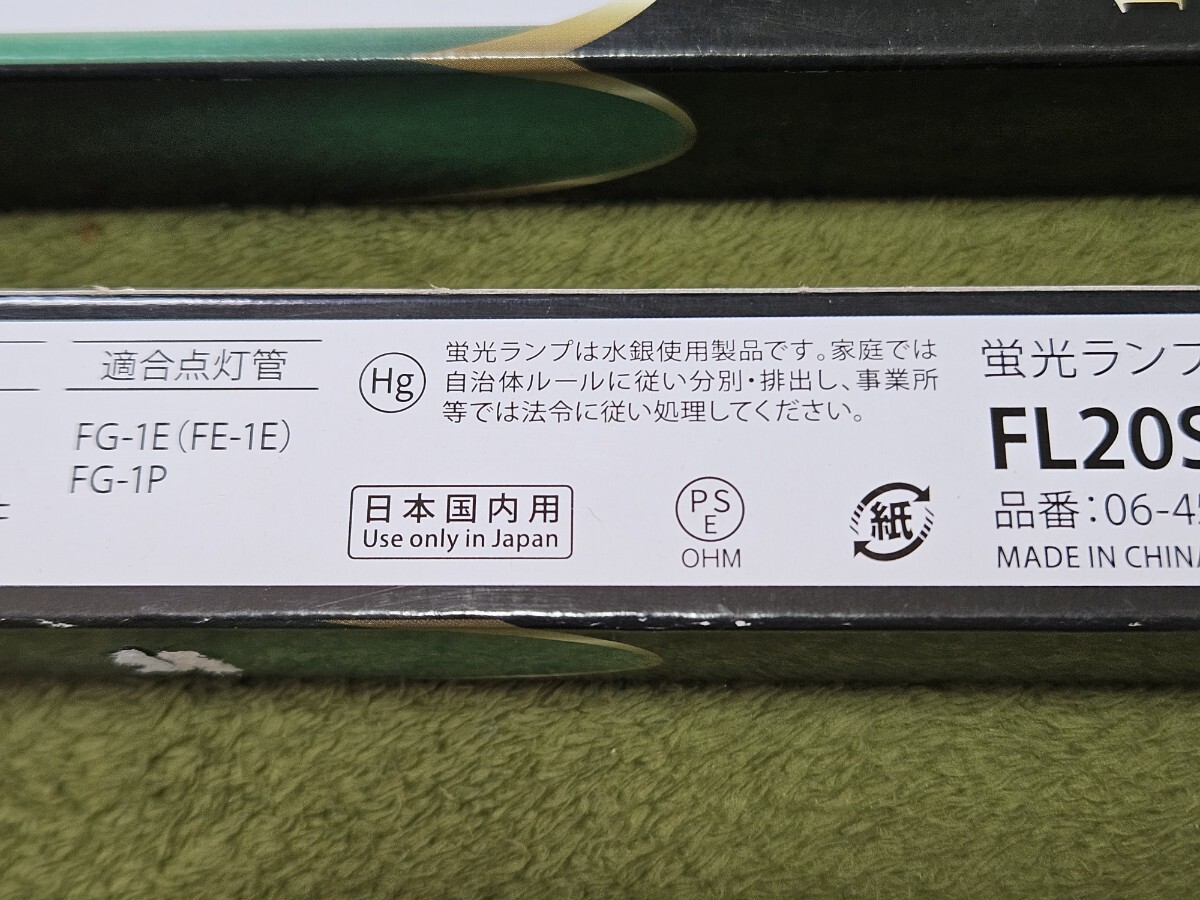 適合点灯管
FG-1E(FE-1E)
FG-1P
Hg
蛍光ランプは水銀使用製品です。家庭では
自治体ルールに従い分別・排出し、事業所
等では法令に従い処理してください。
日本国内用
Use only in Japan
PS
E
OHM
紙
蛍光ランプ
FL20S
品番:06-45
MADE IN CHINA